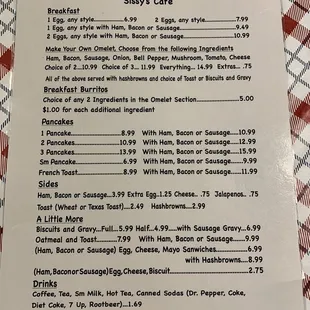 Sissy's Cafe
Breakfast
1 Egg, any style...............6.99 2 Eggs, any style..............7.99
1 Egg, any style with Ham, Bacon or Sausage...............9.49
2 Eggs, any style, with Ham, Bacon or Sausage..........10.99
Make Your Own Omelet, Choose from the following Ingredients
Ham, Bacon, Sausage, Onion, Bell Pepper, Mushroom, Tomato, Cheese
Choice of 2...10.99 Choice of 3... 11.99 Everything... 14.99 Extras.. .75
All of the above served with hashbrowns and choice of Toast or Biscuits and Gravy
Breakfast Burritos
Choice of any 2 Ingredients in the Omelet Section...............5.00
$1.00 for each additional ingredient
Pancakes
1 Pancake...............8.99 With Ham, Bacon or Sausage.....10.99
2 Pancakes.............10.99 With Ham, Bacon or Sausage.....12.99
3 Pancakes.............13.99 With Ham, Bacon or Sausage.....15.99
Sm Pancake............6.99 With Ham, Bacon or Sausage.....9.99
French Toast............8.99 With Ham, Bacon or Sausage.....11.99
Sides
Ham, Bacon or Sausage...3.99 Extra Egg..1.25 Cheese.. .75 Jalapenos.. .75
Toast (Wheat or Texas Toast)....2.49 Hashbrowns...2.99
A Little More
Biscuits and Gravy...Full..5.99 Half...4.99....with Sausage Gravy...6.99
Oatmeal and Toast..........7.99 With Ham, Bacon or Sausage.....9.99
(Ham, Bacon or Sausage) Egg, Cheese, Mayo Sanwiches...............6.99
with Hashbrowns.....8.99
(Ham,BaconorSausage)Egg,Cheese,Biscuit..............................2.75
Drinks
Coffee, Tea, Sm Milk, Hot Tea, Canned Sodas (Dr. Pepper, Coke,
Diet Coke, 7 Up, Rootbeer)...1.69